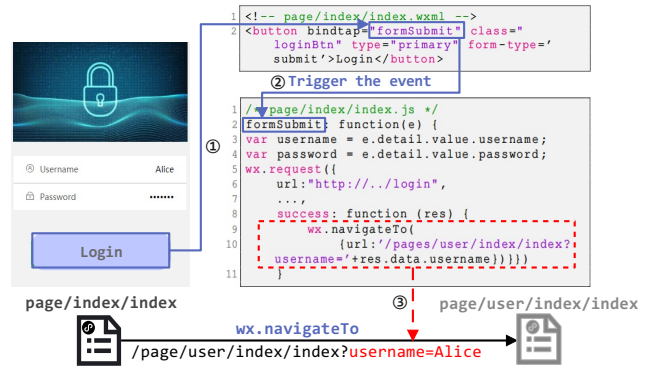 1 <!-- page/index/index.wxml -->
2 <button bindtap="formSubmit" class="
loginBtn" type="primary" form-type='
submit'>Login</button>
② Trigger the event
①
Username Alice
Password •••••••
Login
1 /* page/index/index.js */
2 formSubmit: function(e) {
3 var username = e.detail.value.username;
4 var password = e.detail.value.password;
5 wx.request({
6 url:"http://../login",
7 ...,
8 success: function (res) {
9 wx.navigateTo(
10 {url:'/pages/user/index/index?
username='+res.data.username})}})
11 }
page/index/index
③
page/user/index/index
wx.navigateTo
/page/user/index/index?username=Alice